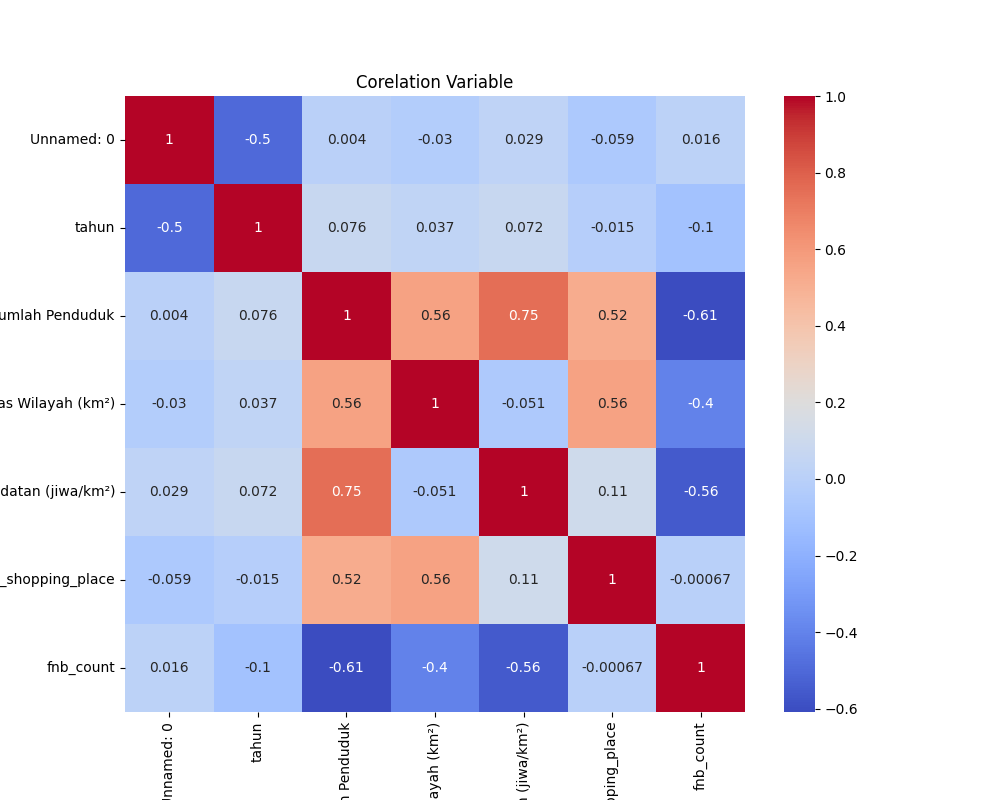 Corelation Variable
Unnamed: 0 1 -0.5 0.004 -0.03 0.029 -0.059 0.016
tahun -0.5 1 0.076 0.037 0.072 -0.015 -0.1
umlah Penduduk 0.004 0.076 1 0.56 0.75 0.52 -0.61
as Wilayah (km²) -0.03 0.037 0.56 1 -0.051 0.56 -0.4
datan (jiwa/km²) 0.029 0.072 0.75 -0.051 1 0.11 -0.56
_shopping_place -0.059 -0.015 0.52 0.56 0.11 1 -0.00067
fnb_count 0.016 -0.1 -0.61 -0.4 -0.56 -0.00067 1
Unnamed: 0
tahun
h Penduduk
ayah (km²)
n (jiwa/km²)
pping_place
fnb_count
1.0
0.8
0.6
0.4
0.2
0.0
−0.2
−0.4
−0.6